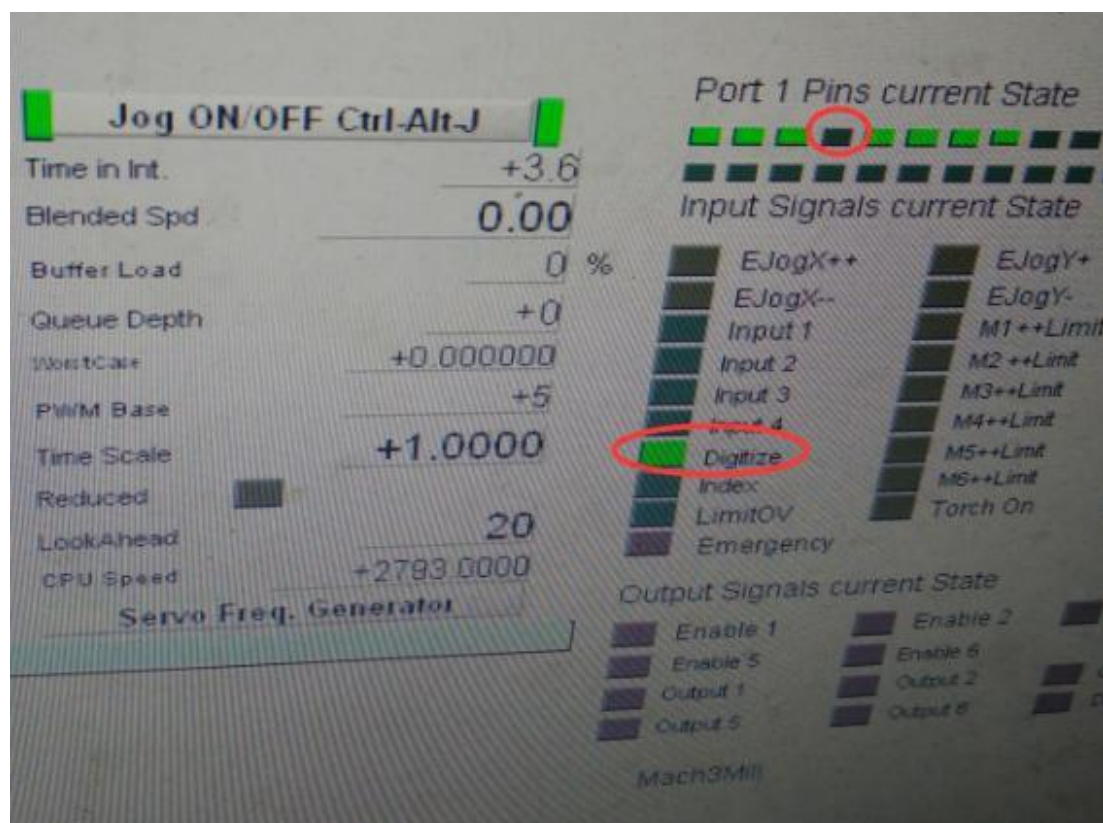 Jog ON/OFF Ctrl-Alt-J
Time in Int. +3.6
Blended Spd 0.00
Buffer Load 0 %
Queue Depth +0
WorstCase +0.000000
PWM Base +5
Time Scale +1.0000
Reduced
LookAhead 20
CPU Speed +2793.0000
Servo Freq. Generator
Port 1 Pins current State
Input Signals current State
EJogX++ EJogY+
EJogX-- EJogY-
Input 1 M1++Limit
Input 2 M2 ++Limit
Input 3 M3++Limit
Input 4 M4++Limit
Digitize M5++Limit
Index M6++Limit
LimitOV Torch On
Emergency
Output Signals current State
Enable 1 Enable 2
Enable 5 Enable 6
Output 1 Output 2
Output 5 Output 6
Mach3Mill